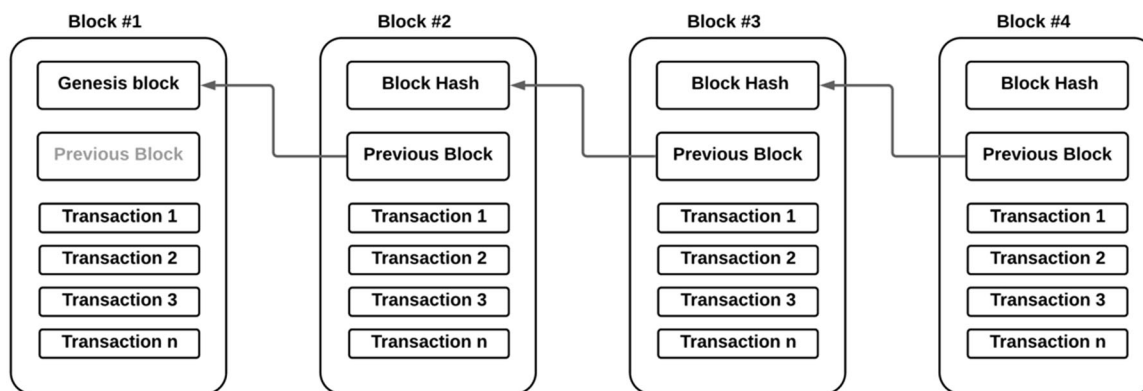 Block #1
Genesis block
Previous Block
Transaction 1
Transaction 2
Transaction 3
Transaction n
Block #2
Block Hash
Previous Block
Transaction 1
Transaction 2
Transaction 3
Transaction n
Block #3
Block Hash
Previous Block
Transaction 1
Transaction 2
Transaction 3
Transaction n
Block #4
Block Hash
Previous Block
Transaction 1
Transaction 2
Transaction 3
Transaction n